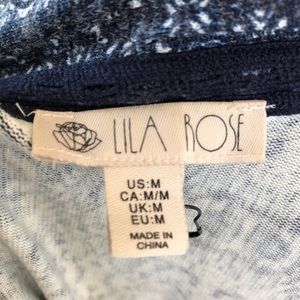 LILA ROSE
US:M
CA:M/M
UK:M
EU:M
MADE IN
CHINA